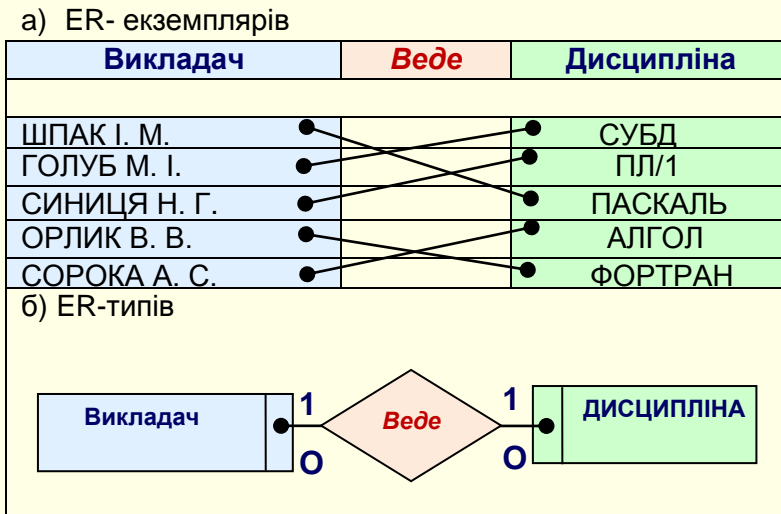 а) ER- екземплярів
Викладач Веде Дисципліна
ШПАК І. М. СУБД
ГОЛУБ М. І. ПЛ/1
СИНИЦЯ Н. Г. ПАСКАЛЬ
ОРЛИК В. В. АЛГОЛ
СОРОКА А. С. ФОРТРАН
б) ER-типів
1 1
Викладач Веде ДИСЦИПЛІНА
О О